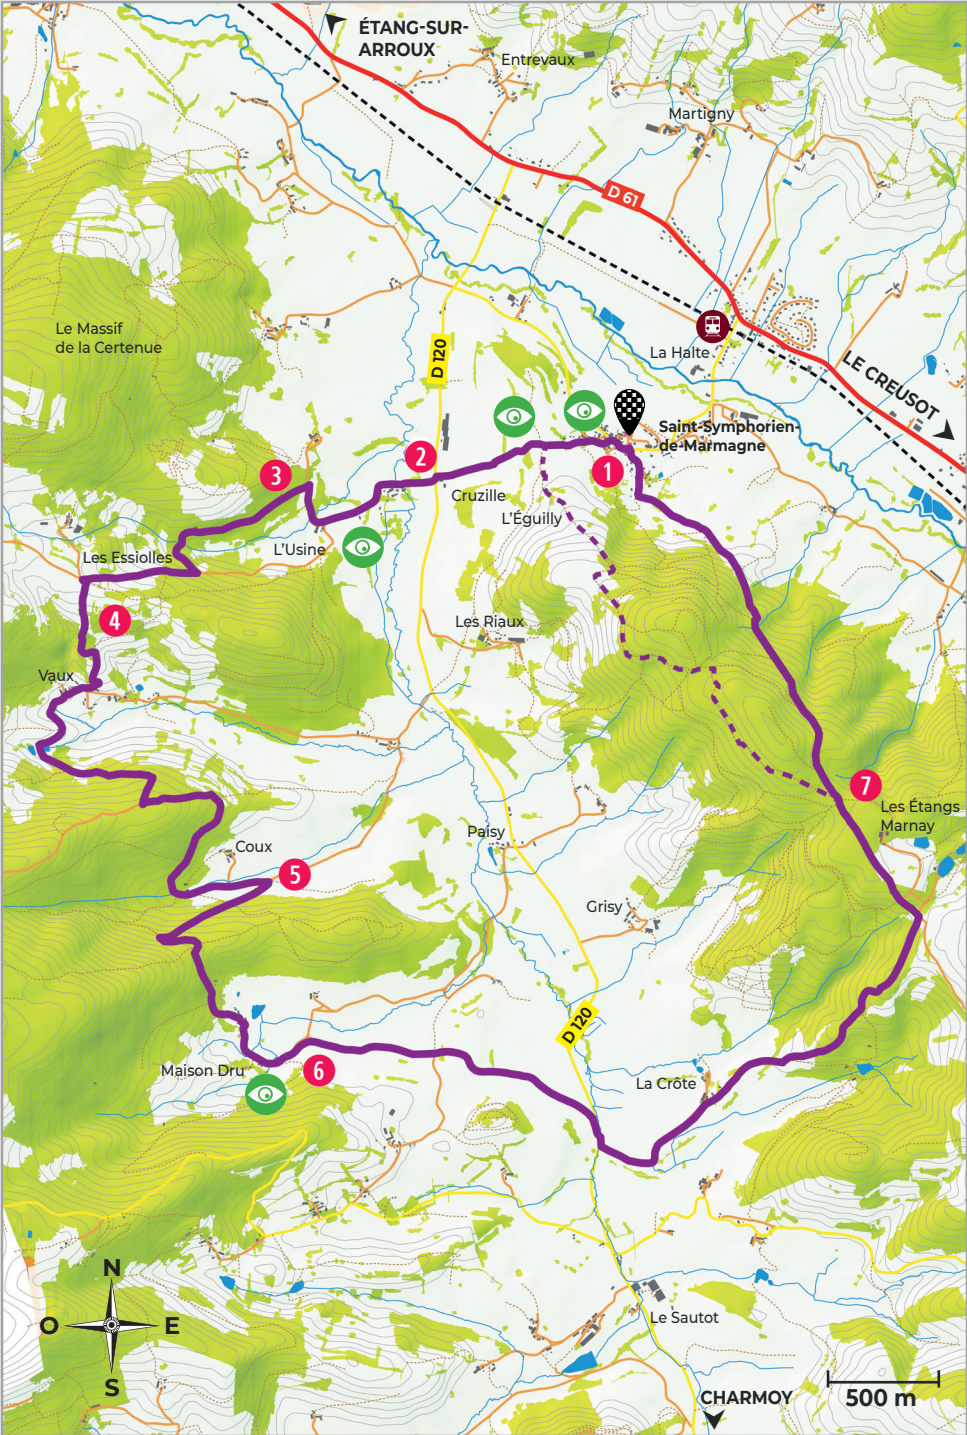 ÉTANG-SUR-
ARROUX
Entrevaux
Martigny
D 61
Le Massif
de la Certenue
D 120
La Halte
LE CREUSOT
Saint-Symphorien-
de-Marmagne
2
1
3
Cruzille
L'Éguilly
L'Usine
Les Essiolles
4
Les Riaux
Vaux
7
Les Étangs
Marnay
Paisy
Coux
5
Grisy
D 120
Maison Dru
6
La Crôte
N
O
E
S
Le Sautot
CHARMOY
500 m